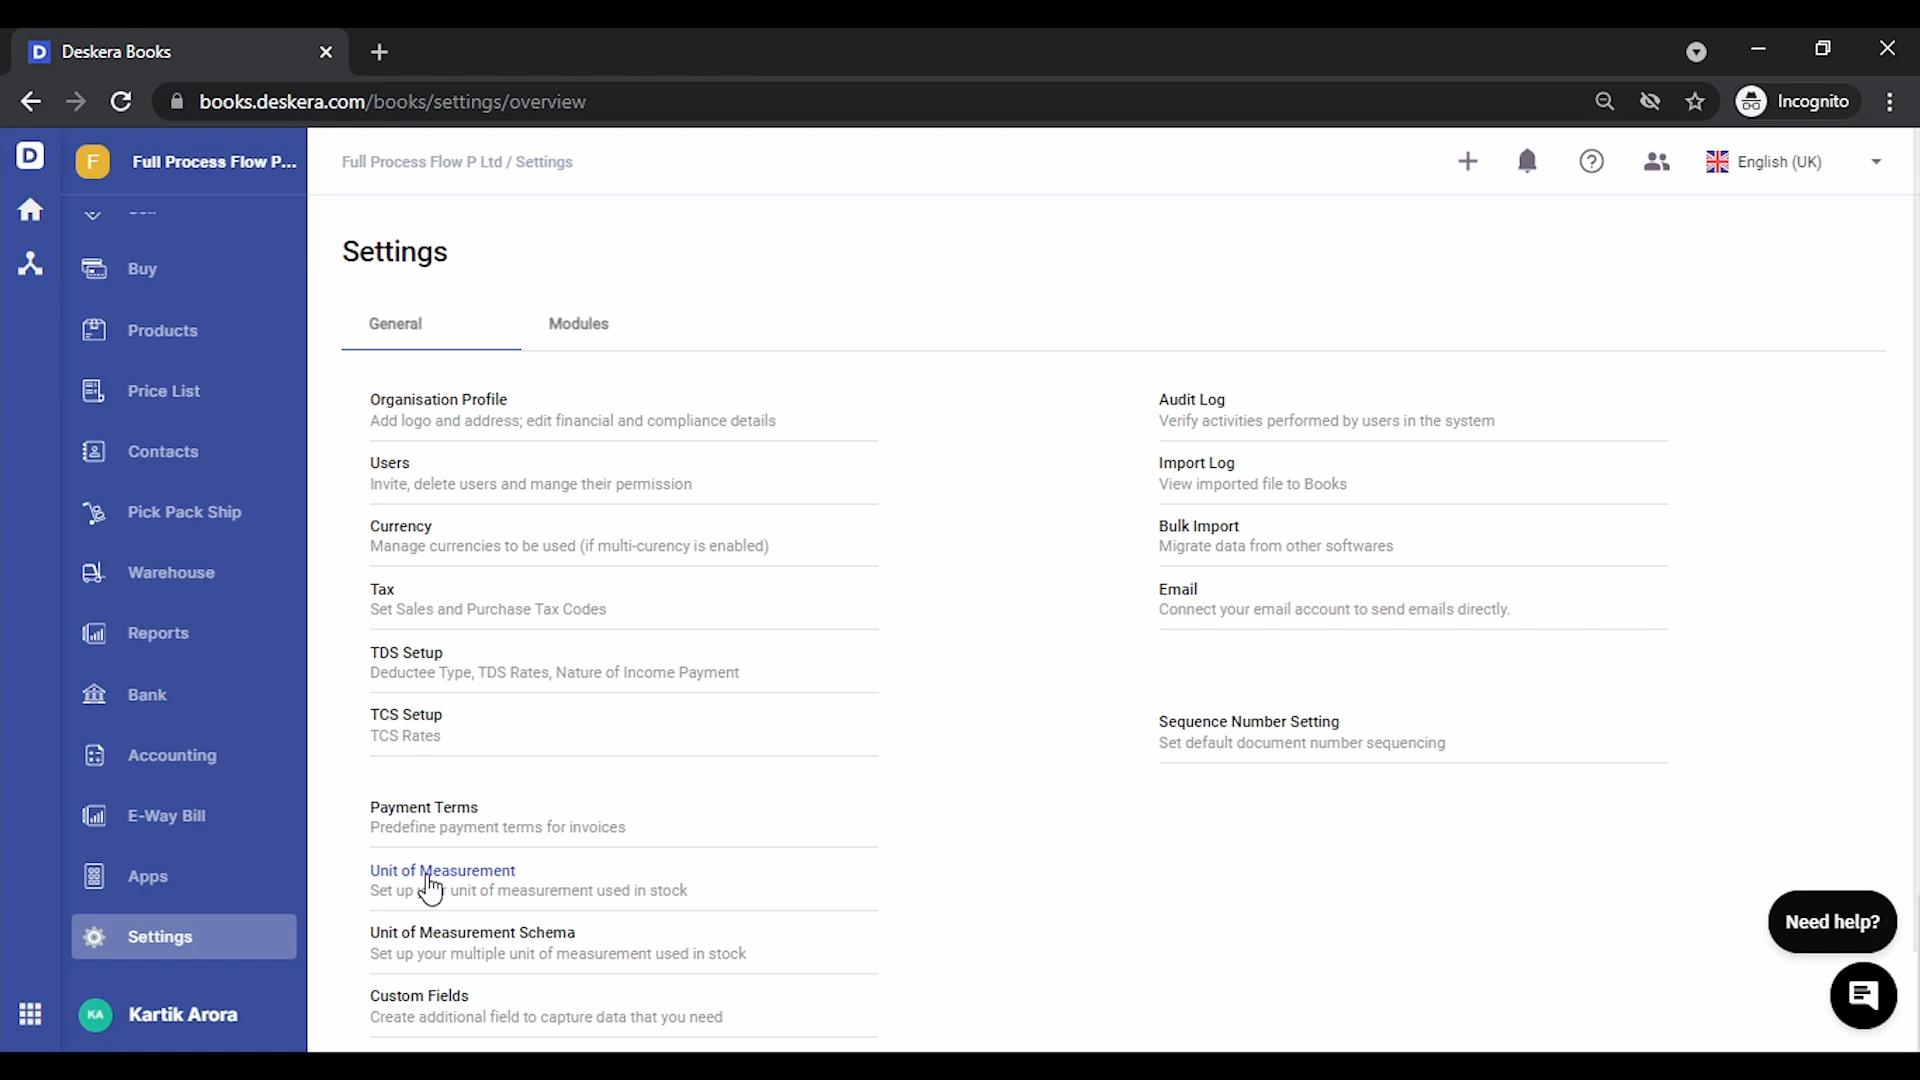 D Deskera Books
books.deskera.com/books/settings/overview
Incognito
D
F Full Process Flow P...
Full Process Flow P Ltd / Settings
English (UK)
Buy
Products
Price List
Contacts
Pick Pack Ship
Warehouse
Reports
Bank
Accounting
E-Way Bill
Apps
Settings
KA Kartik Arora
Settings
General Modules
Organisation Profile
Add logo and address; edit financial and compliance details
Users
Invite, delete users and mange their permission
Currency
Manage currencies to be used (if multi-curency is enabled)
Tax
Set Sales and Purchase Tax Codes
TDS Setup
Deductee Type, TDS Rates, Nature of Income Payment
TCS Setup
TCS Rates
Payment Terms
Predefine payment terms for invoices
Unit of Measurement
Set up unit of measurement used in stock
Unit of Measurement Schema
Set up your multiple unit of measurement used in stock
Custom Fields
Create additional field to capture data that you need
Audit Log
Verify activities performed by users in the system
Import Log
View imported file to Books
Bulk Import
Migrate data from other softwares
Email
Connect your email account to send emails directly.
Sequence Number Setting
Set default document number sequencing
Need help?